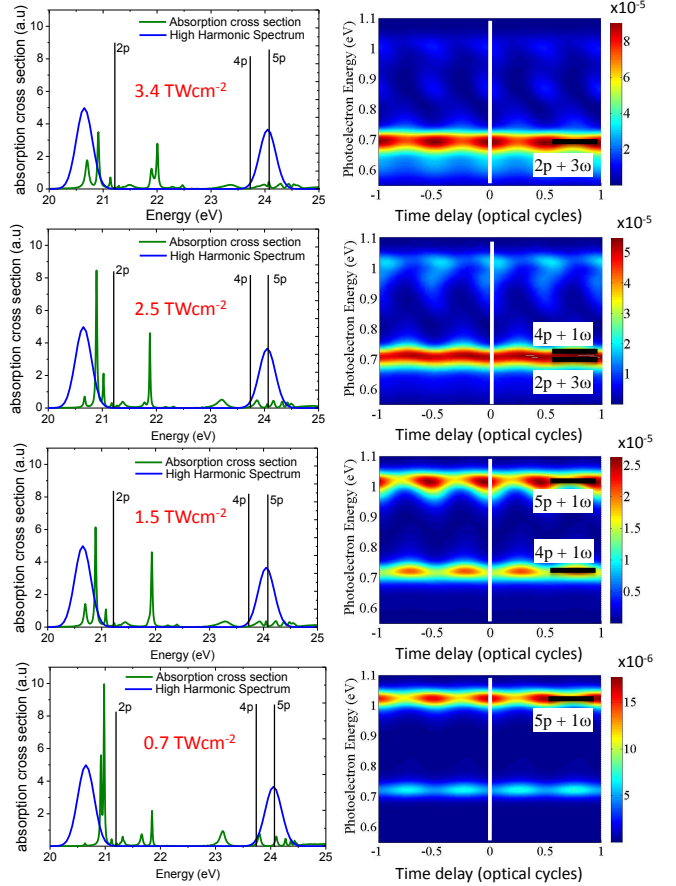 Absorption cross section
High Harmonic Spectrum
2p
4p
5p
3.4 TWcm-2
absorption cross section (a.u)
0
2
4
6
8
10
20
21
22
23
24
25
Energy (eV)
x10-5
Photoelectron Energy (eV)
1.1
1
0.9
0.8
0.7
0.6
2p + 3ω
-1
-0.5
0
0.5
1
Time delay (optical cycles)
8
7
6
5
4
3
2
1
Absorption cross section
High Harmonic Spectrum
2p
4p
5p
2.5 TWcm-2
absorption cross section (a.u)
0
2
4
6
8
10
20
21
22
23
24
25
Energy (eV)
x10-5
Photoelectron Energy (eV)
1.1
1
0.9
0.8
0.7
0.6
4p + 1ω
2p + 3ω
-1
-0.5
0
0.5
1
Time delay (optical cycles)
5
4
3
2
1
Absorption cross section
High Harmonic Spectrum
2p
4p
5p
1.5 TWcm-2
absorption cross section (a.u)
0
2
4
6
8
10
20
21
22
23
24
25
Energy (eV)
x10-5
Photoelectron Energy (eV)
1.1
1
0.9
0.8
0.7
0.6
5p + 1ω
4p + 1ω
-1
-0.5
0
0.5
1
Time delay (optical cycles)
2.5
2
1.5
1
0.5
Absorption cross section
High Harmonic Spectrum
2p
4p
5p
0.7 TWcm-2
absorption cross section (a.u)
0
2
4
6
8
10
20
21
22
23
24
25
Energy (eV)
x10-6
Photoelectron Energy (eV)
1.1
1
0.9
0.8
0.7
0.6
5p + 1ω
-1
-0.5
0
0.5
1
Time delay (optical cycles)
15
10
5